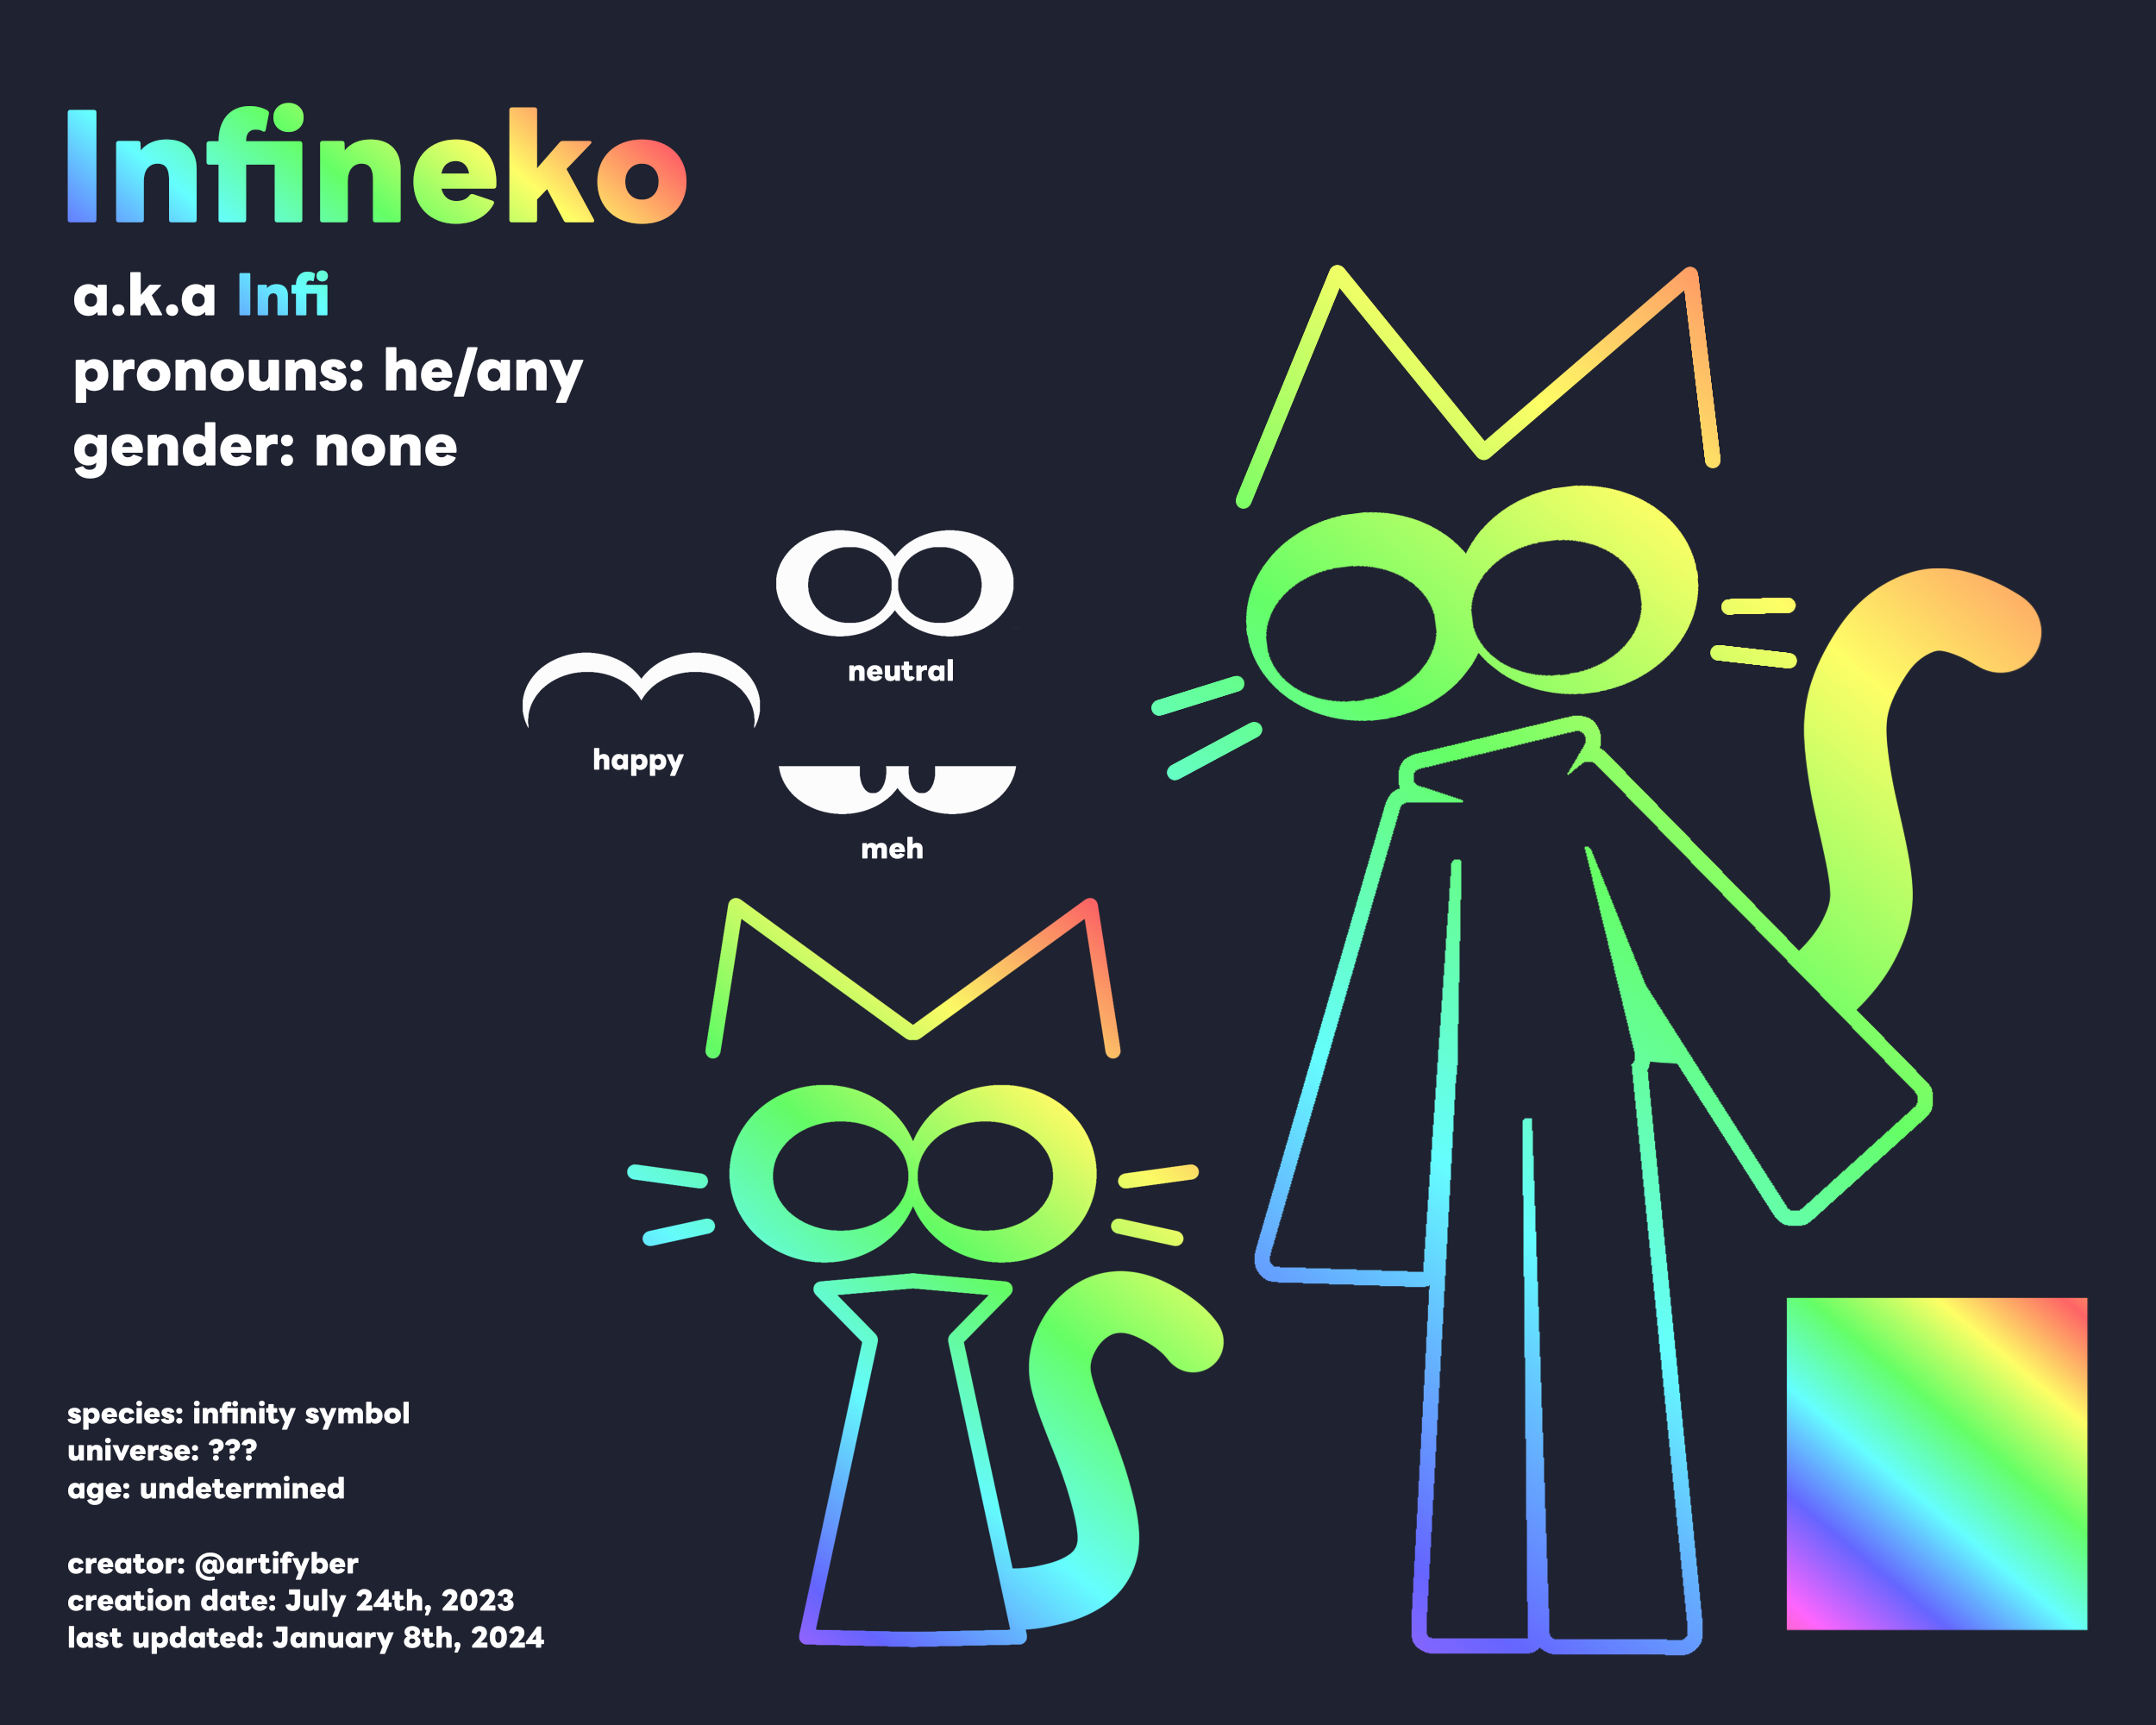 Infineko
a.k.a Infi
pronouns: he/any
gender: none
neutral
happy
meh
species: infinity symbol
universe: ???
age: undetermined
creator: @artifyber
creation date: July 24th, 2023
last updated: January 8th, 2024